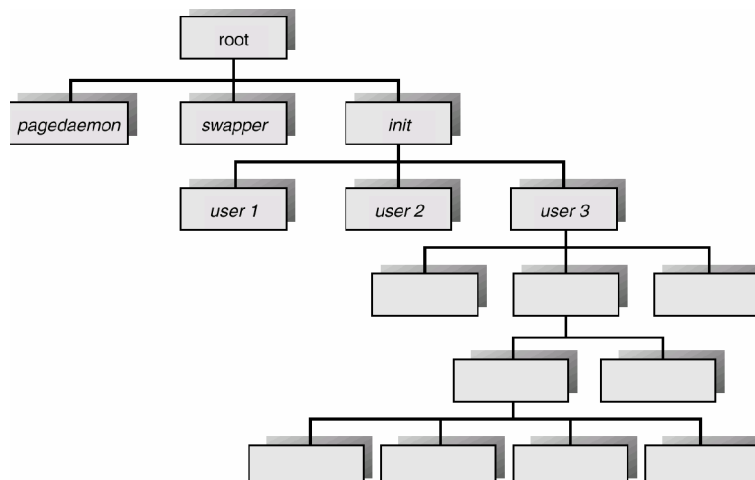 root
pagedaemon
swapper
init
user 1
user 2
user 3